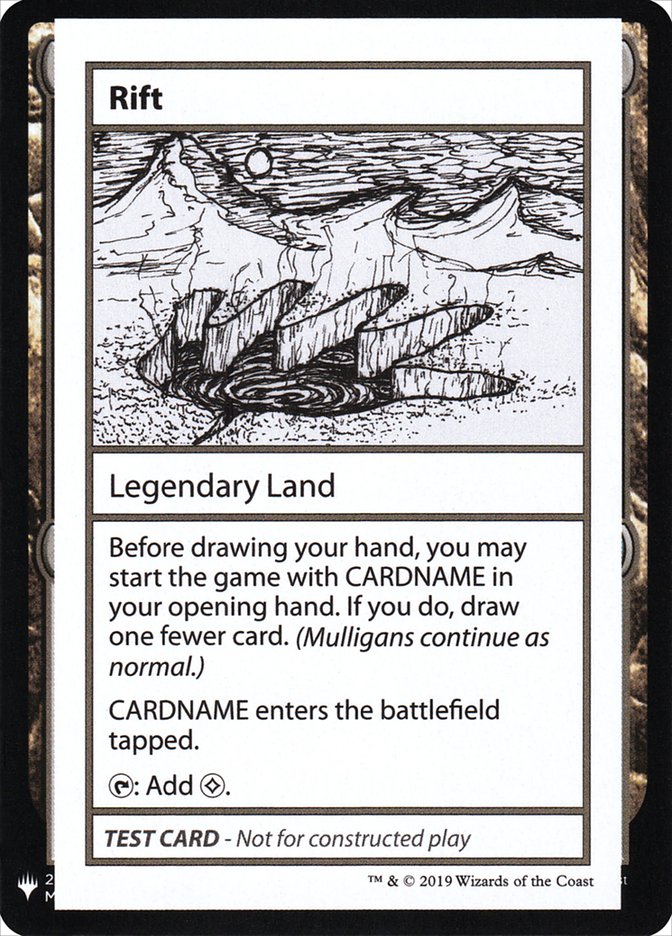 Rift
Legendary Land
Before drawing your hand, you may
start the game with CARDNAME in
your opening hand. If you do, draw
one fewer card. (Mulligans continue as
normal.)
CARDNAME enters the battlefield
tapped.
: Add .
TEST CARD - Not for constructed play
™ & © 2019 Wizards of the Coast
2
M
st